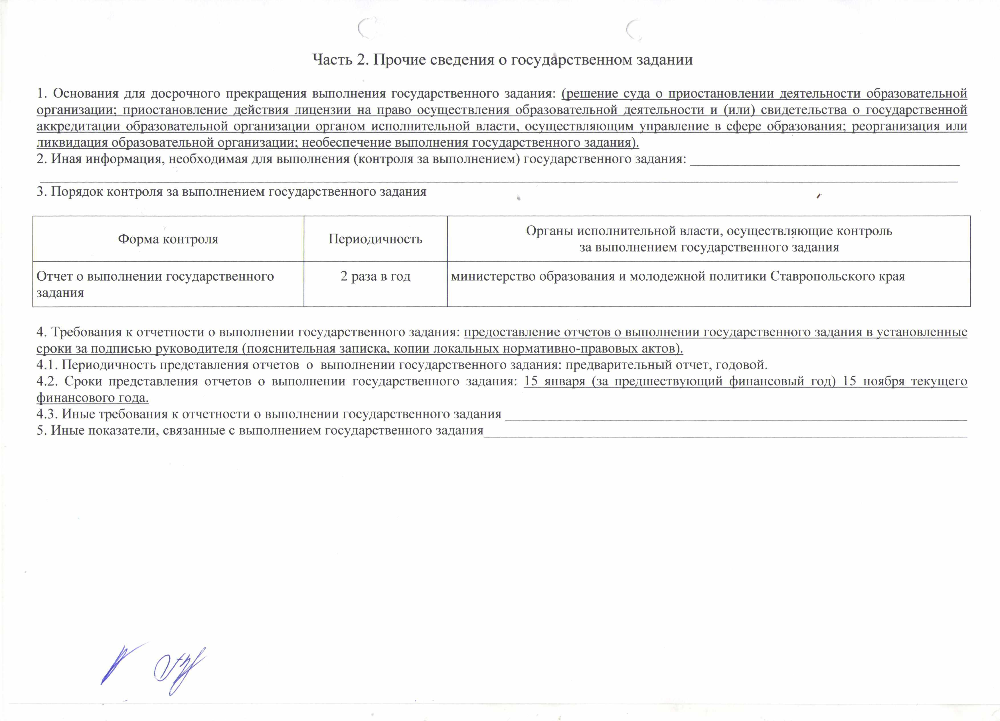 Часть 2. Прочие сведения о государственном задании
1. Основания для досрочного прекращения выполнения государственного задания: (решение суда о приостановлении деятельности образовательной
организации; приостановление действия лицензии на право осуществления образовательной деятельности и (или) свидетельства о государственной
аккредитации образовательной организации органом исполнительной власти, осуществляющим управление в сфере образования; реорганизация или
ликвидация образовательной организации; необеспечение выполнения государственного задания).
2. Иная информация, необходимая для выполнения (контроля за выполнением) государственного задания:
3. Порядок контроля за выполнением государственного задания
Форма контроля
Периодичность
Органы исполнительной власти, осуществляющие контроль
за выполнением государственного задания
Отчет о выполнении государственного
задания
2 раза в год
министерство образования и молодежной политики Ставропольского края
4. Требования к отчетности о выполнении государственного задания: предоставление отчетов о выполнении государственного задания в установленные
сроки за подписью руководителя (пояснительная записка, копии локальных нормативно-правовых актов).
4.1. Периодичность представления отчетов о выполнении государственного задания: предварительный отчет, годовой.
4.2. Сроки представления отчетов о выполнении государственного задания: 15 января (за предшествующий финансовый год) 15 ноября текущего
финансового года.
4.3. Иные требования к отчетности о выполнении государственного задания
5. Иные показатели, связанные с выполнением государственного задания